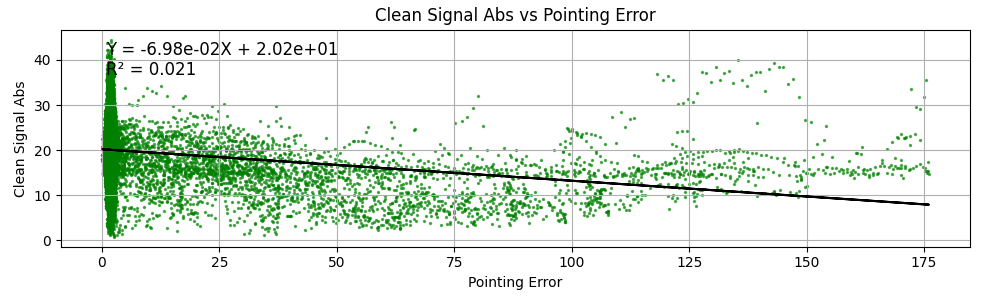 Clean Signal Abs vs Pointing Error
Y = -6.98e-02X + 2.02e+01
R² = 0.021
Clean Signal Abs
40
30
20
10
0
0 25 50 75 100 125 150 175
Pointing Error